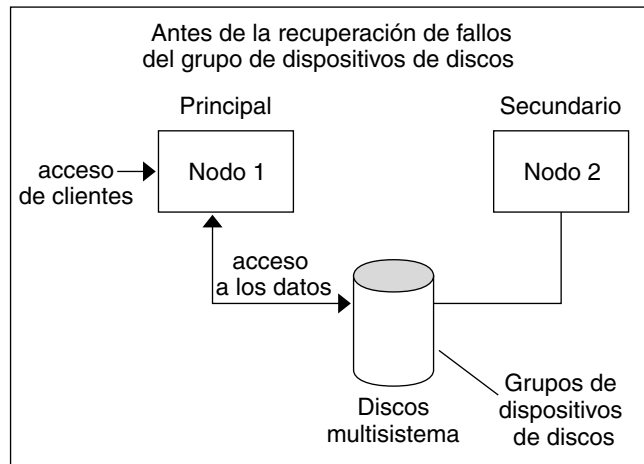 Antes de la recuperación de fallos
del grupo de dispositivos de discos
Principal
Secundario
acceso
de clientes
Nodo 1
Nodo 2
acceso
a los datos
Discos
multisistema
Grupos de
dispositivos
de discos